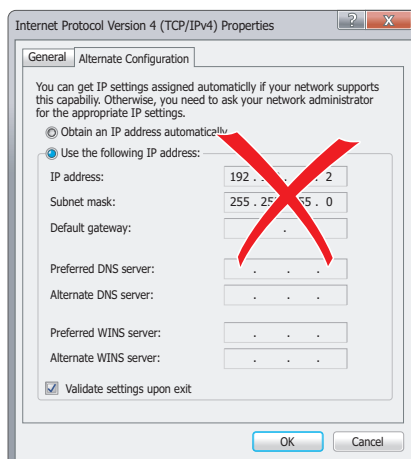 Internet Protocol Version 4 (TCP/IPv4) Properties
? X
General Alternate Configuration
You can get IP settings assigned automaticlly if your network supports
this capabiliy. Otherwise, you need to ask your network administrator
for the appropriate IP settings.
Obtain an IP address automatically
Use the following IP address:
IP address: 192 . . . 2
Subnet mask: 255 . . . 0
Default gateway: .
Preferred DNS server: . . .
Alternate DNS server: . . .
Preferred WINS server: . . .
Alternate WINS server: . . .
Validate settings upon exit
OK Cancel